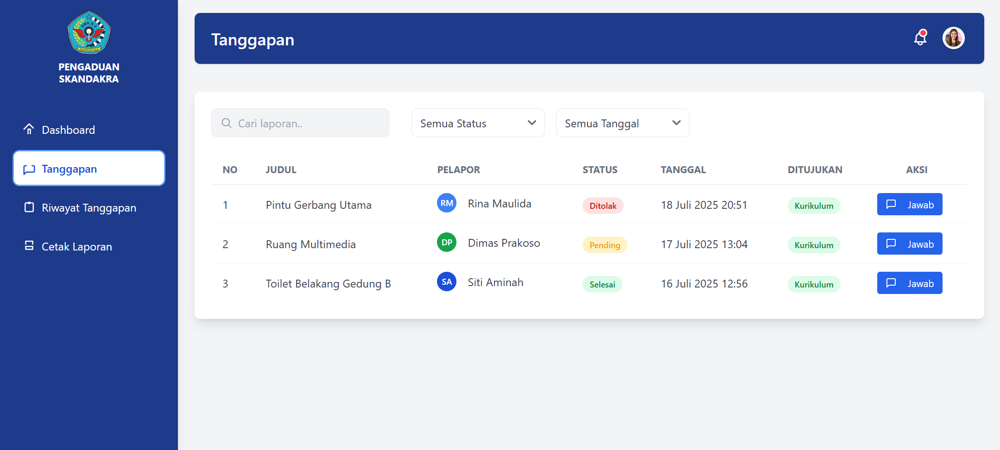 SMK.N.2
PENGADUAN
SKANDAKRA
Dashboard
Tanggapan
Riwayat Tanggapan
Cetak Laporan
Tanggapan
Cari laporan..
Semua Status
Semua Tanggal
NO JUDUL PELAPOR STATUS TANGGAL DITUJUKAN AKSI
1 Pintu Gerbang Utama RM Rina Maulida Ditolak 18 Juli 2025 20:51 Kurikulum Jawab
2 Ruang Multimedia DP Dimas Prakoso Pending 17 Juli 2025 13:04 Kurikulum Jawab
3 Toilet Belakang Gedung B SA Siti Aminah Selesai 16 Juli 2025 12:56 Kurikulum Jawab